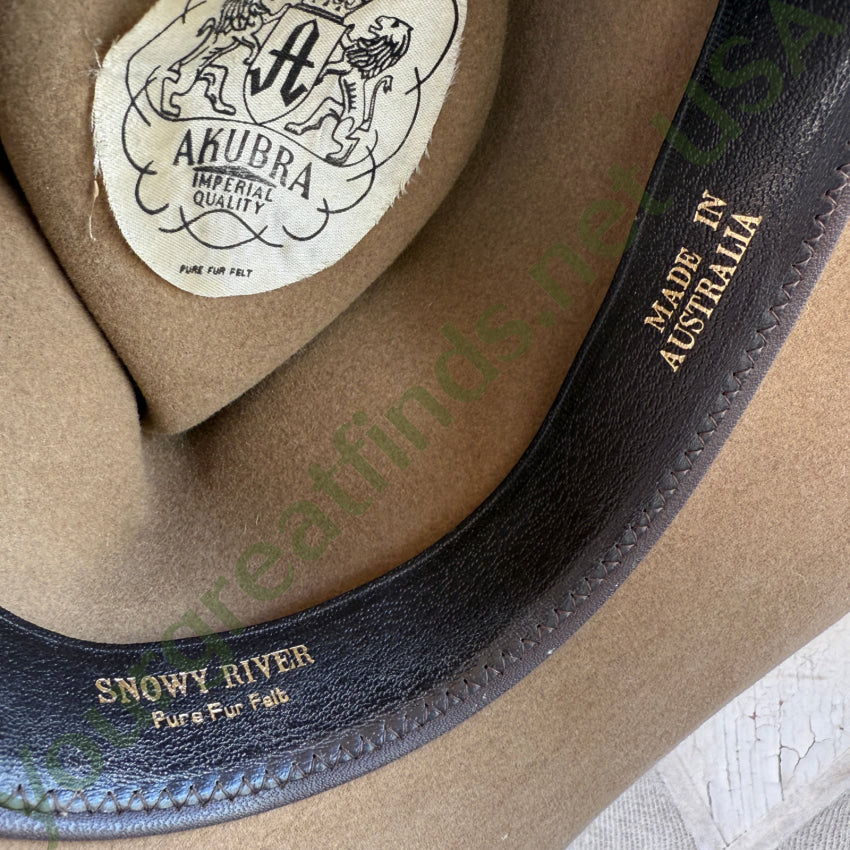 A
AKUBRA
IMPERIAL
QUALITY
PURE FUR FELT
MADE IN
AUSTRALIA
SNOWY RIVER
Pure Fur Felt
yourgreatfinds.net USA